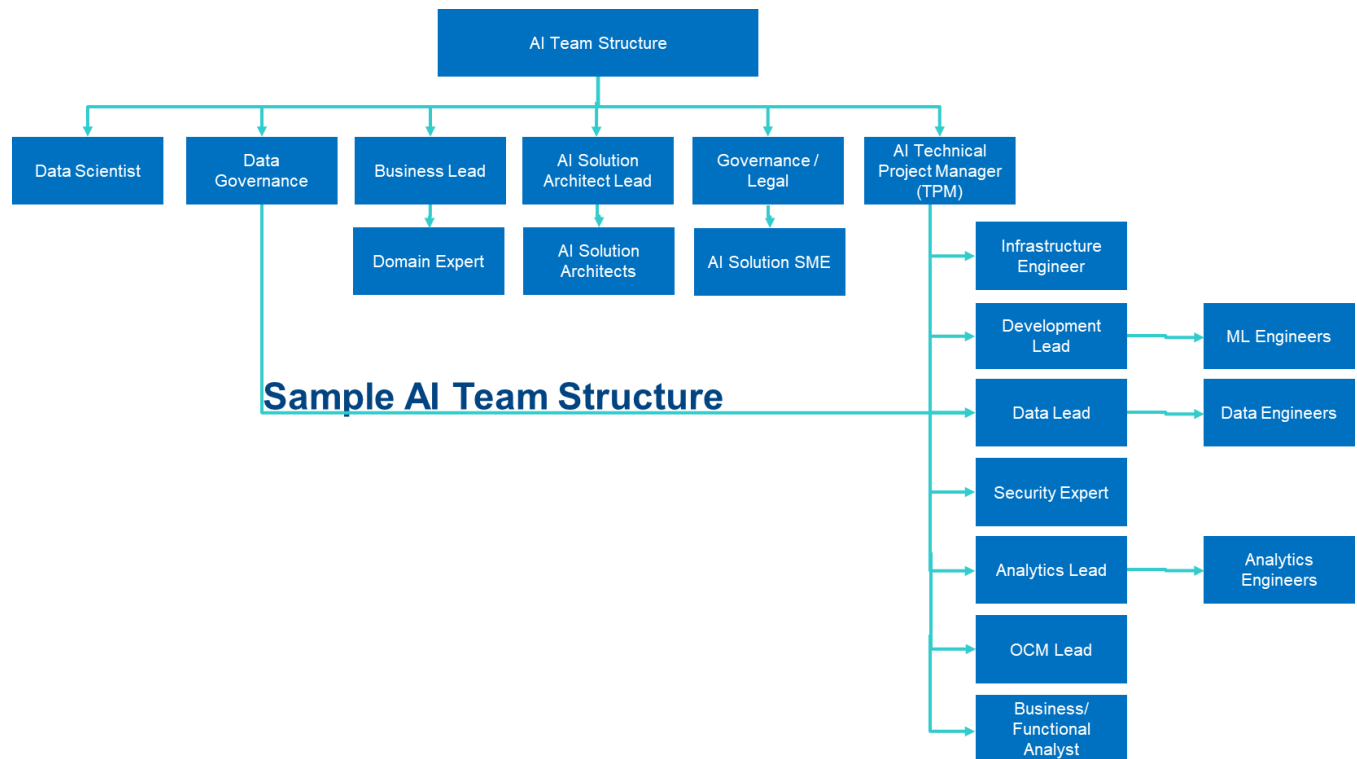 AI Team Structure
Data Scientist
Data
Governance
Business Lead
AI Solution
Architect Lead
Governance /
Legal
AI Technical
Project Manager
(TPM)
Domain Expert
AI Solution
Architects
AI Solution SME
Infrastructure
Engineer
Development
Lead
ML Engineers
Sample AI Team Structure
Data Lead
Data Engineers
Security Expert
Analytics Lead
Analytics
Engineers
OCM Lead
Business/
Functional
Analyst